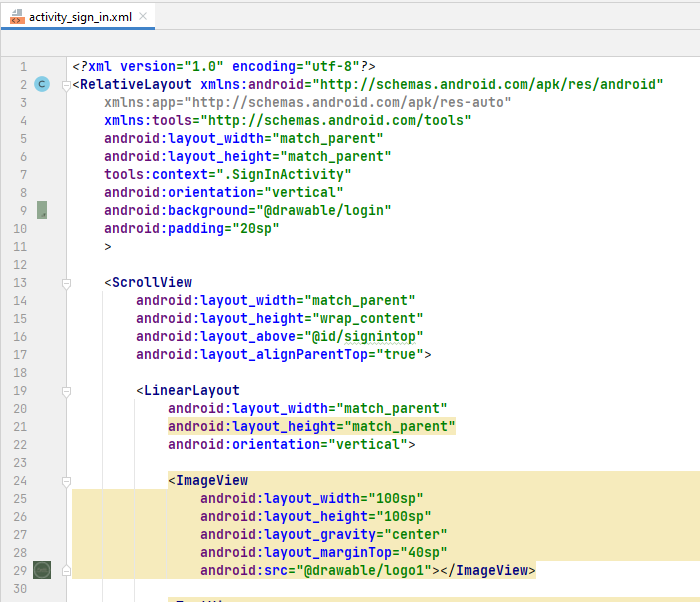 activity_sign_in.xml
1 <?xml version="1.0" encoding="utf-8"?>
2 <RelativeLayout xmlns:android="http://schemas.android.com/apk/res/android"
3 xmlns:app="http://schemas.android.com/apk/res-auto"
4 xmlns:tools="http://schemas.android.com/tools"
5 android:layout_width="match_parent"
6 android:layout_height="match_parent"
7 tools:context=".SignInActivity"
8 android:orientation="vertical"
9 android:background="@drawable/login"
10 android:padding="20sp"
11 >
12
13 <ScrollView
14 android:layout_width="match_parent"
15 android:layout_height="wrap_content"
16 android:layout_above="@id/signintop"
17 android:layout_alignParentTop="true">
18
19 <LinearLayout
20 android:layout_width="match_parent"
21 android:layout_height="match_parent"
22 android:orientation="vertical">
23
24 <ImageView
25 android:layout_width="100sp"
26 android:layout_height="100sp"
27 android:layout_gravity="center"
28 android:layout_marginTop="40sp"
29 android:src="@drawable/logo1"></ImageView>
30